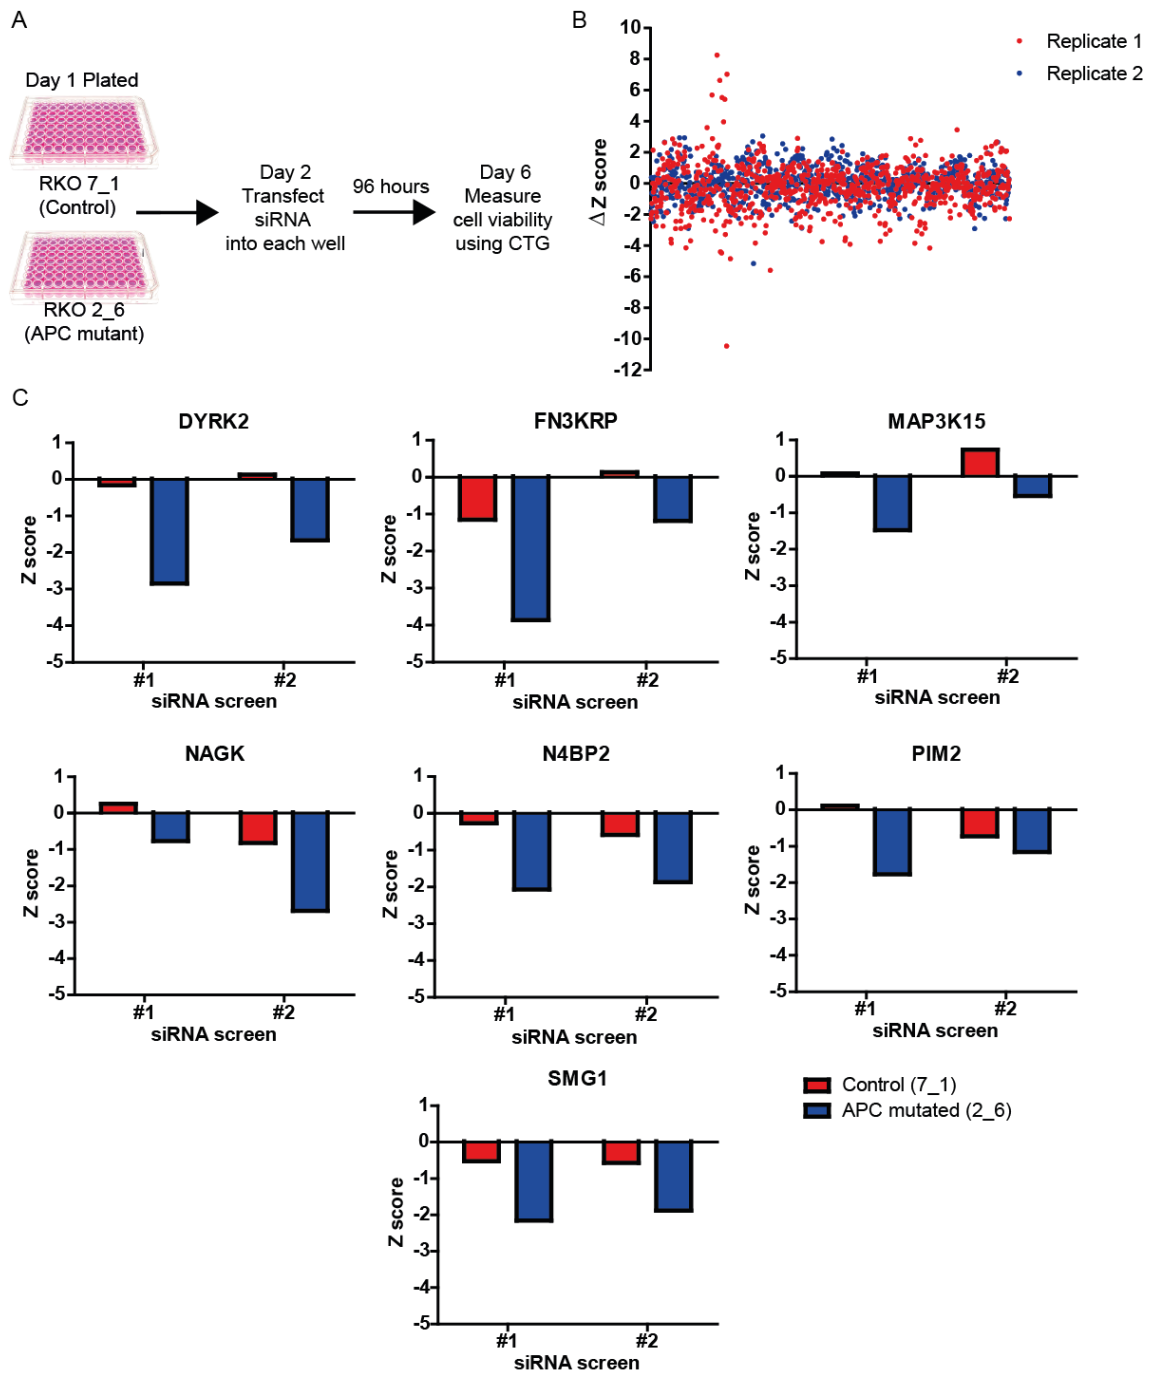 A
Day 1 Plated
RKO 7_1
(Control)
RKO 2_6
(APC mutant)
Day 2
Transfect
siRNA
into each well
96 hours
Day 6
Measure
cell viability
using CTG
B
Replicate 1
Replicate 2
Δ Z score
10
8
6
4
2
0
-2
-4
-6
-8
-10
-12
C
DYRK2
Z score
1
0
-1
-2
-3
-4
-5
#1 #2
siRNA screen
FN3KRP
Z score
1
0
-1
-2
-3
-4
-5
#1 #2
siRNA screen
MAP3K15
Z score
1
0
-1
-2
-3
-4
-5
#1 #2
siRNA screen
NAGK
Z score
1
0
-1
-2
-3
-4
-5
#1 #2
siRNA screen
N4BP2
Z score
1
0
-1
-2
-3
-4
-5
#1 #2
siRNA screen
PIM2
Z score
1
0
-1
-2
-3
-4
-5
#1 #2
siRNA screen
SMG1
Z score
1
0
-1
-2
-3
-4
-5
#1 #2
siRNA screen
Control (7_1)
APC mutated (2_6)